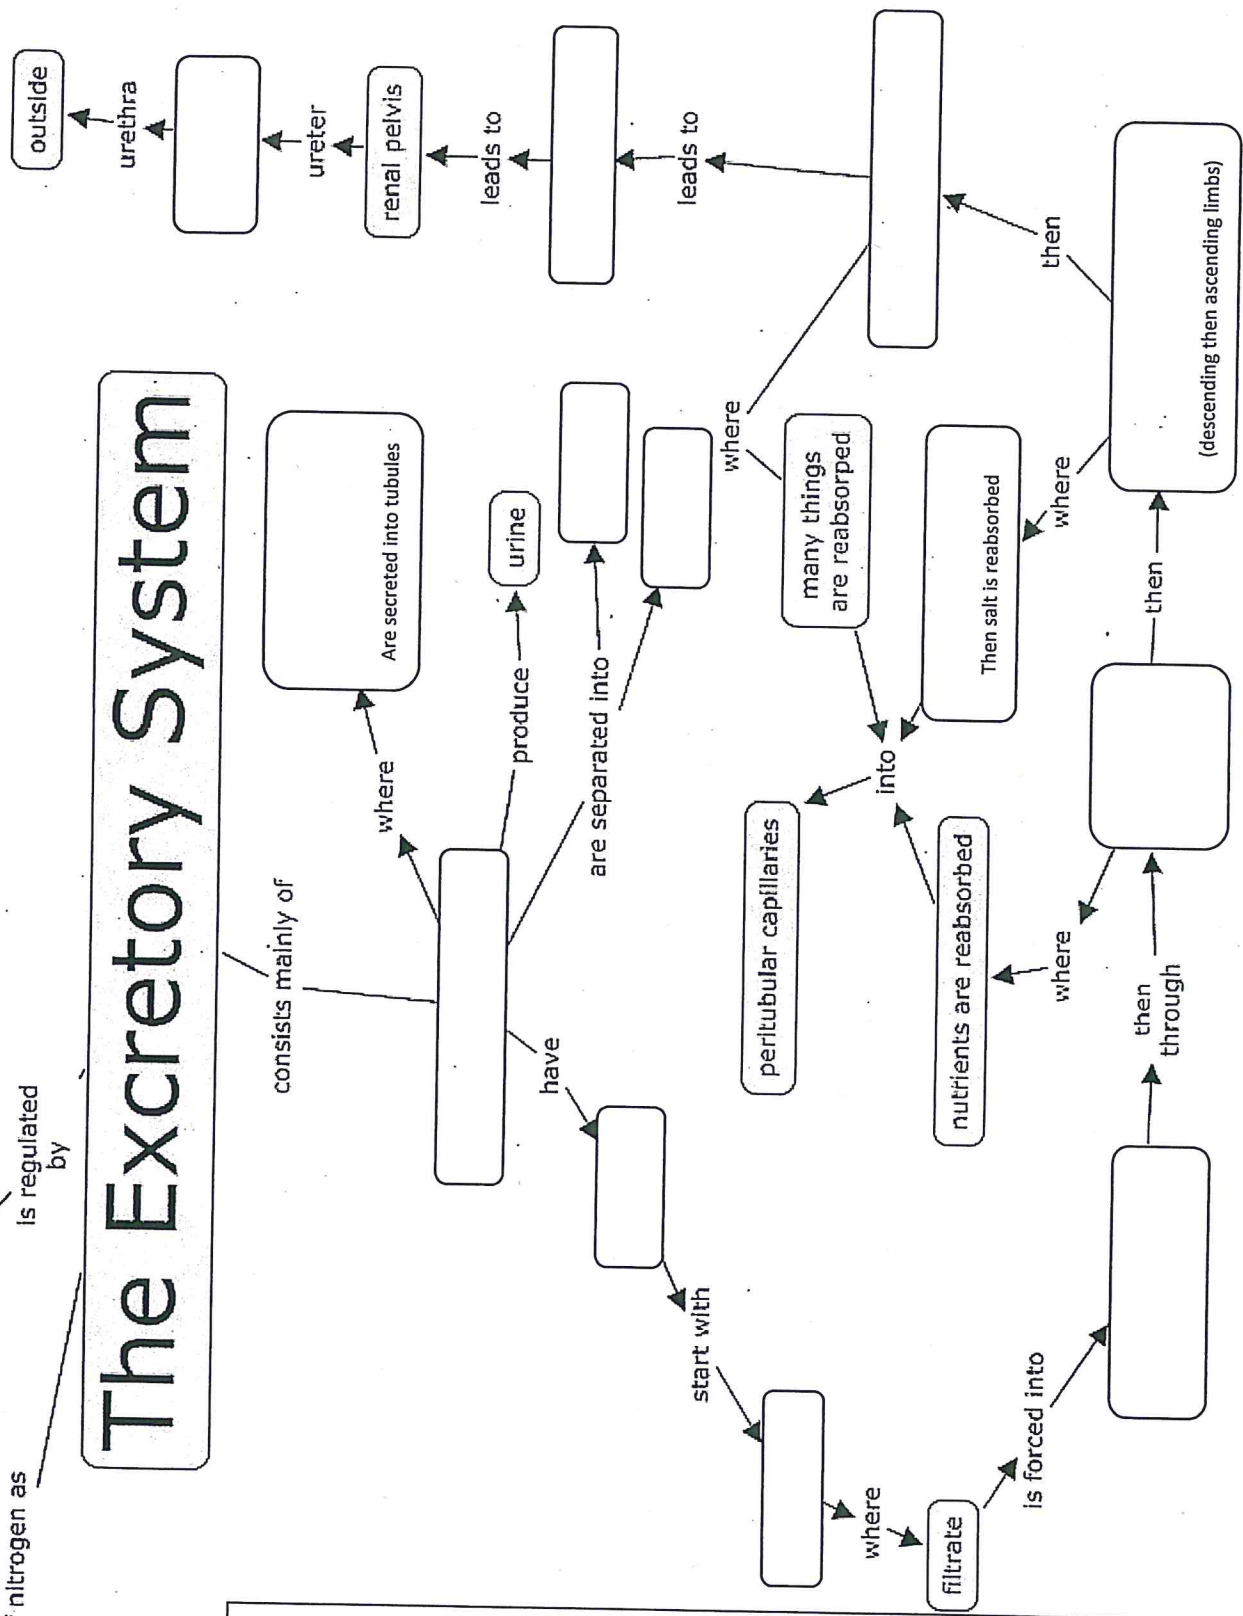 nitrogen as
is regulated
by
The Excretory System
consists mainly of
where
Are secreted into tubules
produce
urine
are separated into
have
start with
where
filtrate
is forced into
then
through
where
nutrients are reabsorbed
into
peritubular capillaries
then
(descending then ascending limbs)
where
Then salt is reabsorbed
then
where
many things
are reabsorped
leads to
leads to
renal pelvis
ureter
urethra
outside